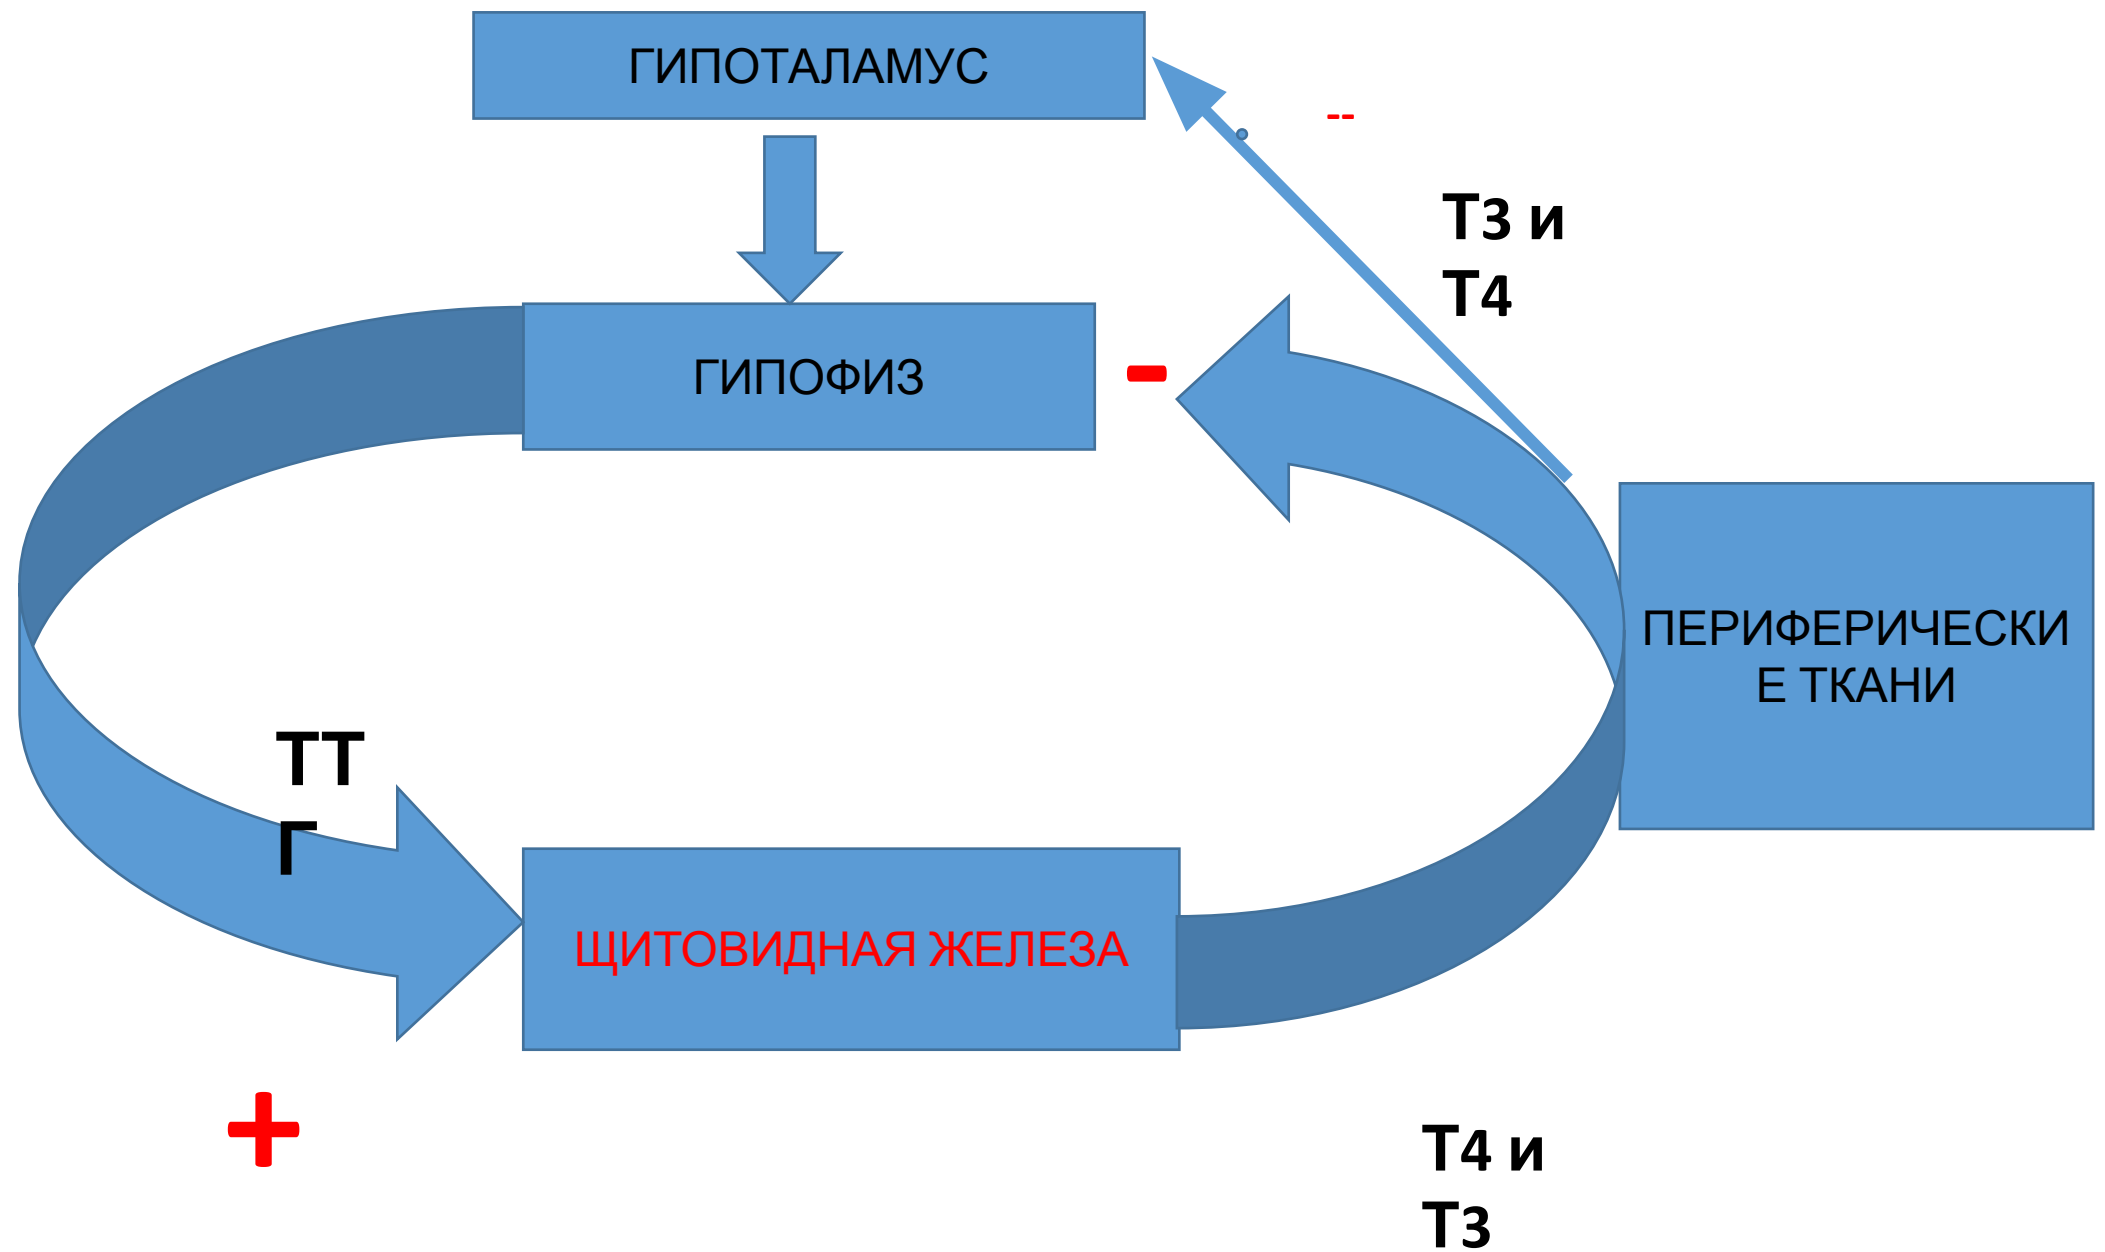 ГИПОТАЛАМУС
--
Т3 и
Т4
ГИПОФИЗ
-
ПЕРИФЕРИЧЕСКИ
Е ТКАНИ
ТТ
Г
ЩИТОВИДНАЯ ЖЕЛЕЗА
+
Т4 и
Т3